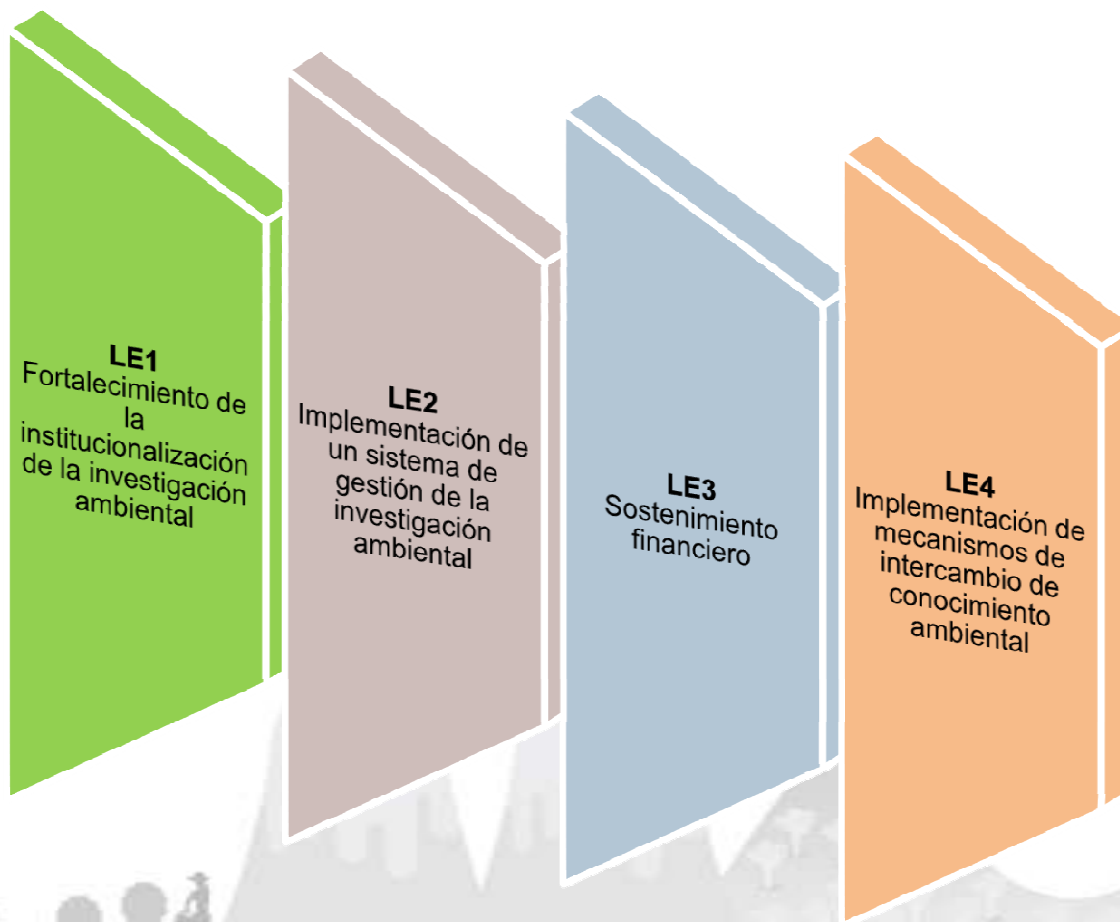 LE1
Fortalecimiento de
la
institucionalización
de la investigación
ambiental
LE2
Implementación de
un sistema de
gestión de la
investigación
ambiental
LE3
Sostenimiento
financiero
LE4
Implementación de
mecanismos de
intercambio de
conocimiento
ambiental